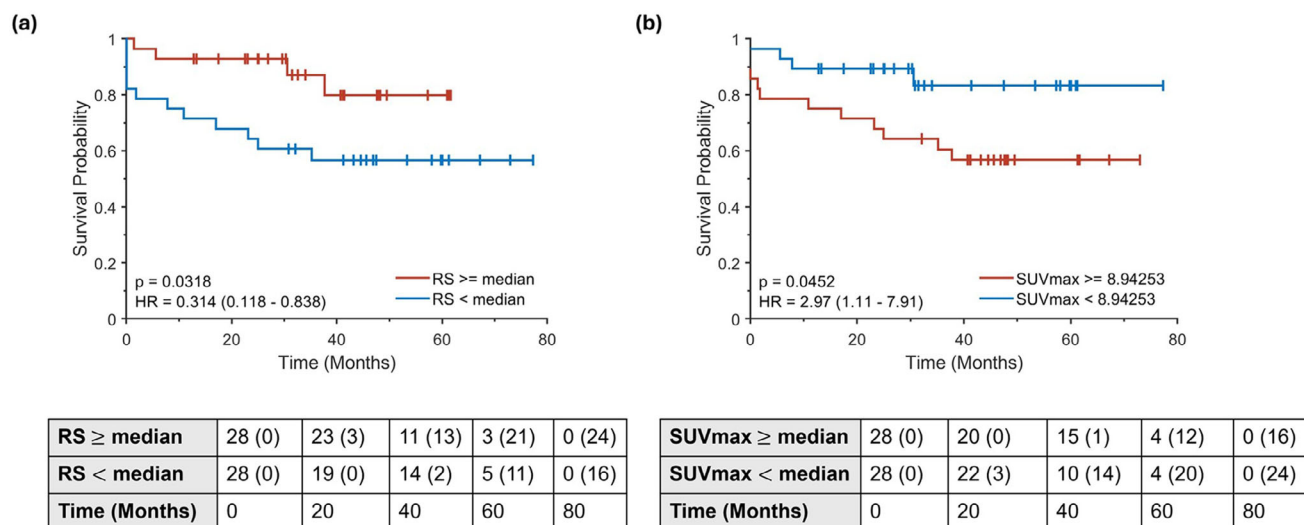 (a)
1
0.8
0.6
0.4
0.2
0
Survival Probability
p = 0.0318
HR = 0.314 (0.118 - 0.838)
RS >= median
RS < median
0 20 40 60 80
Time (Months)
(b)
1
0.8
0.6
0.4
0.2
0
Survival Probability
p = 0.0452
HR = 2.97 (1.11 - 7.91)
SUVmax >= 8.94253
SUVmax < 8.94253
0 20 40 60 80
Time (Months)
RS ≥ median 28 (0) 23 (3) 11 (13) 3 (21) 0 (24)
RS < median 28 (0) 19 (0) 14 (2) 5 (11) 0 (16)
Time (Months) 0 20 40 60 80
SUVmax ≥ median 28 (0) 20 (0) 15 (1) 4 (12) 0 (16)
SUVmax < median 28 (0) 22 (3) 10 (14) 4 (20) 0 (24)
Time (Months) 0 20 40 60 80